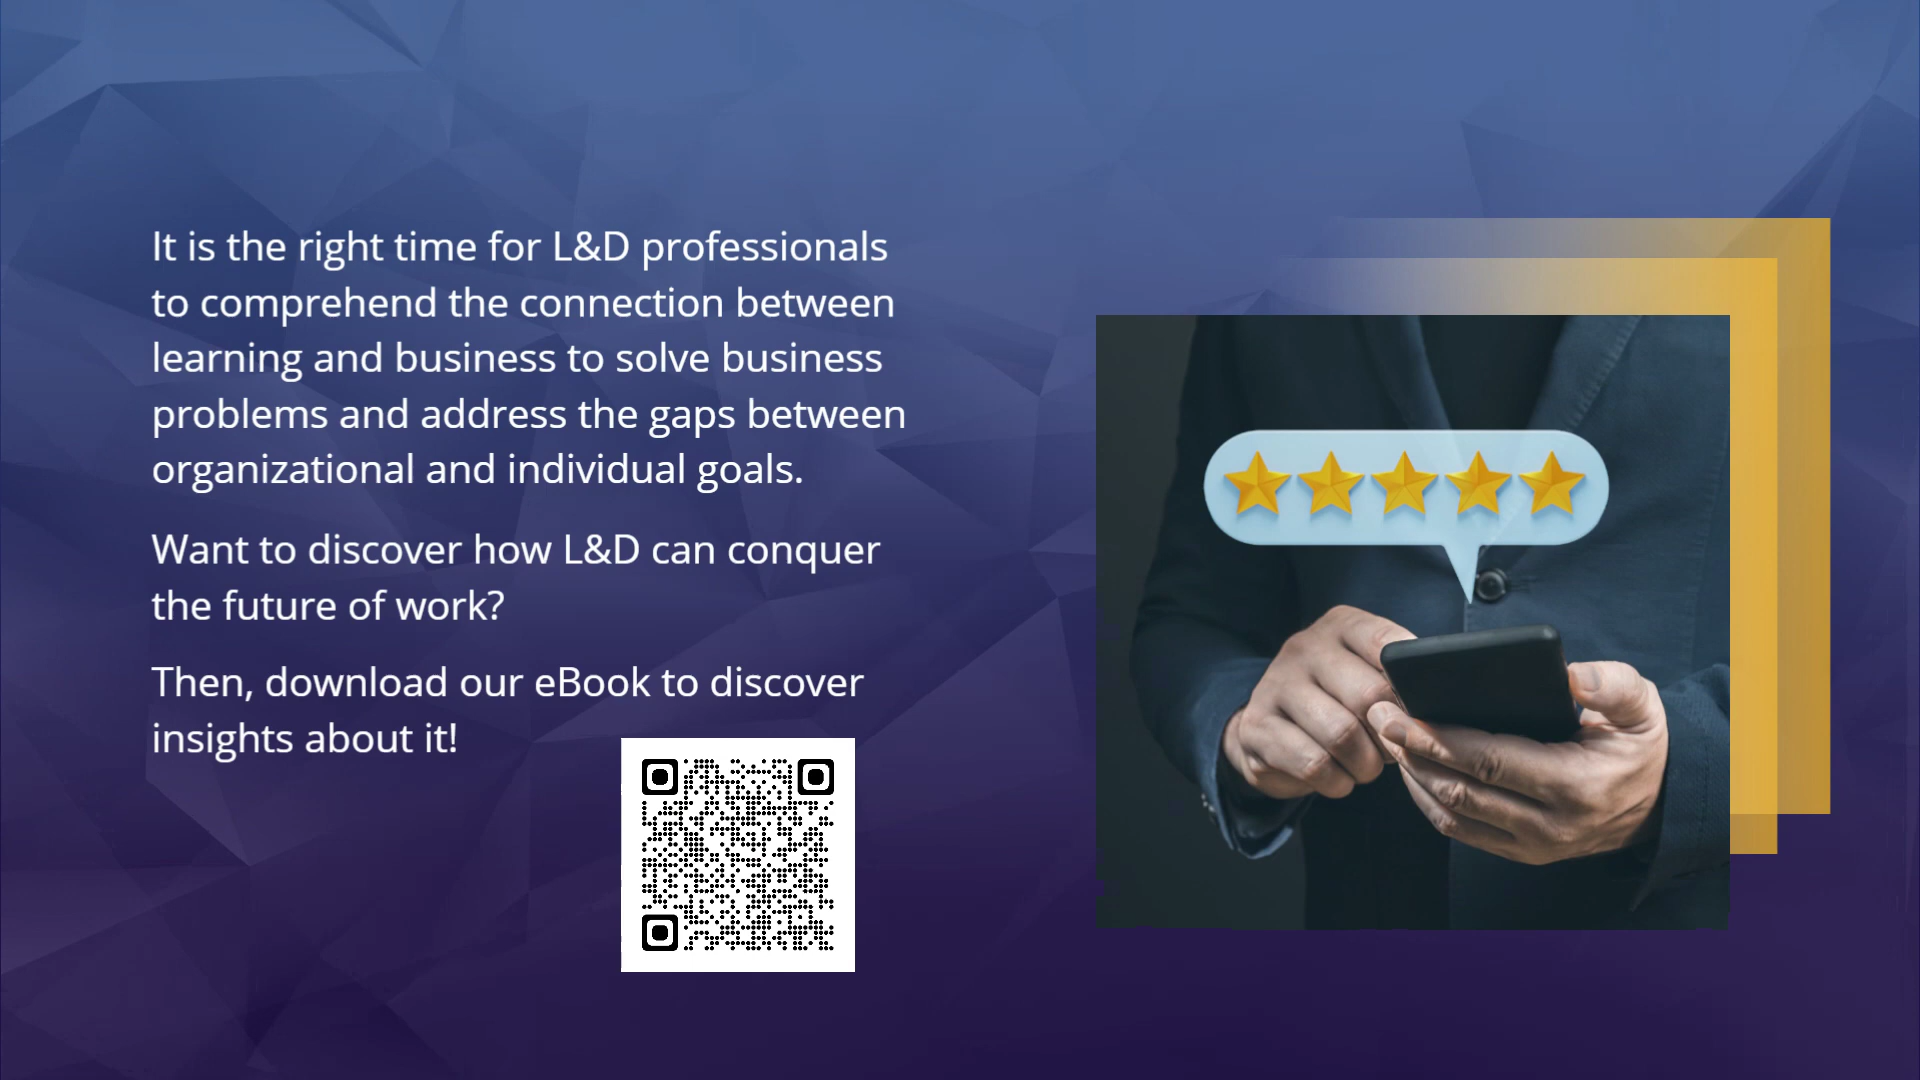 It is the right time for L&D professionals
to comprehend the connection between
learning and business to solve business
problems and address the gaps between
organizational and individual goals.
Want to discover how L&D can conquer
the future of work?
Then, download our eBook to discover
insights about it!